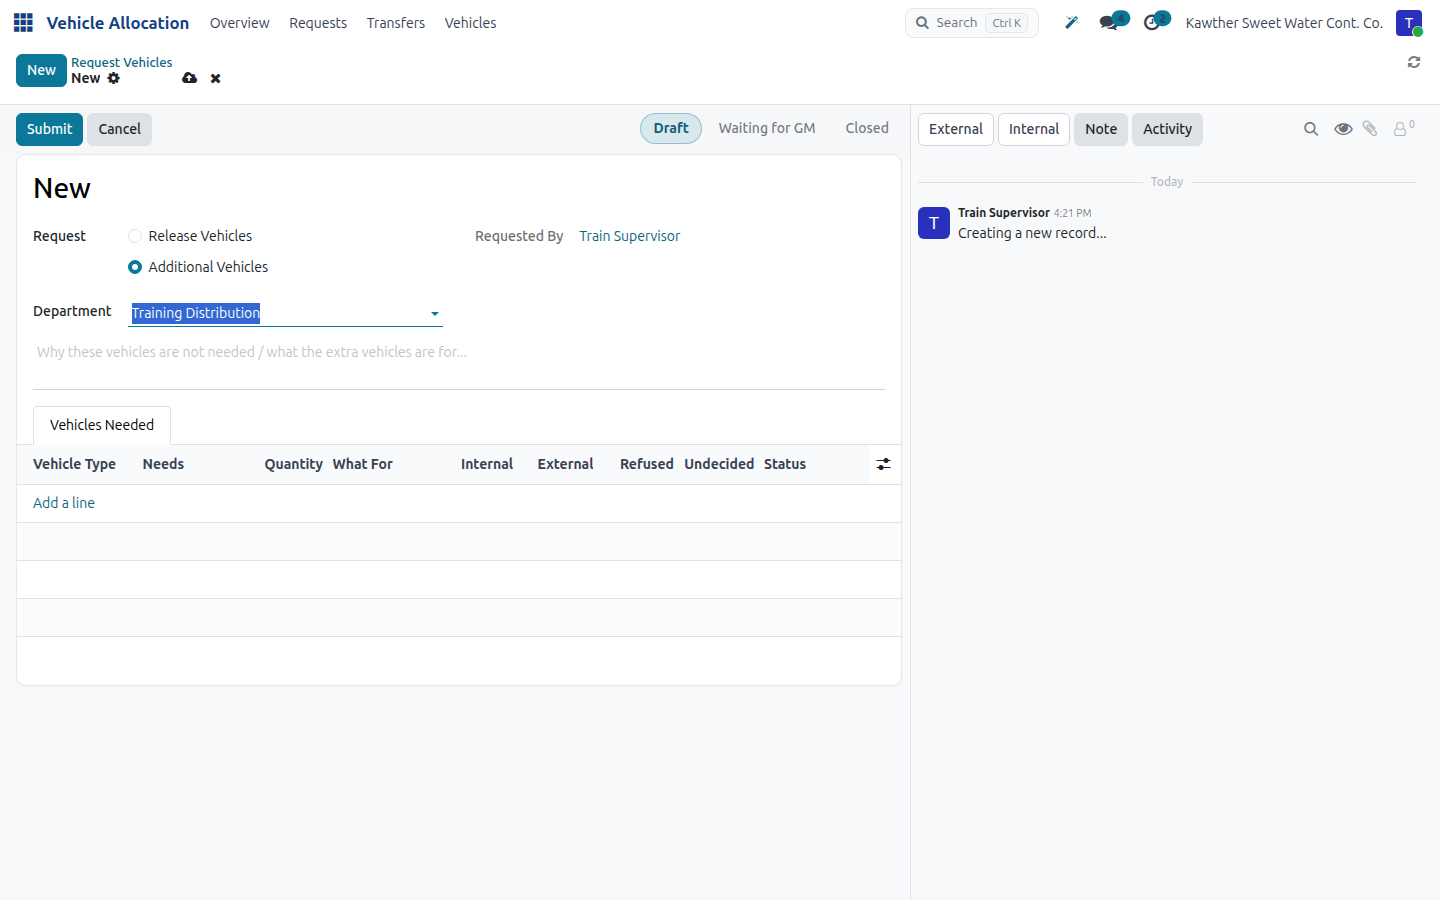 Vehicle Allocation Overview Requests Transfers Vehicles Search Ctrl K 4 2 Kawther Sweet Water Cont. Co. T
New Request Vehicles
New
Submit Cancel Draft Waiting for GM Closed External Internal Note Activity 0
New
Today
T Train Supervisor 4:21 PM
Creating a new record...
Request Release Vehicles Requested By Train Supervisor
Additional Vehicles
Department Training Distribution
Why these vehicles are not needed / what the extra vehicles are for...
Vehicles Needed
Vehicle Type Needs Quantity What For Internal External Refused Undecided Status
Add a line